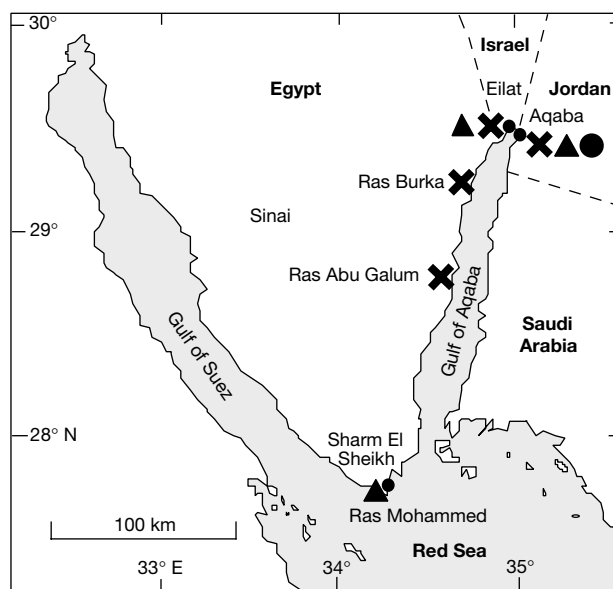 30°
Israel
Egypt
Eilat
Jordan
Aqaba
Ras Burka
29°
Sinai
Ras Abu Galum
Gulf of Aqaba
Gulf of Suez
Saudi
Arabia
28° N
Sharm El
Sheikh
Ras Mohammed
100 km
Red Sea
33° E
34°
35°